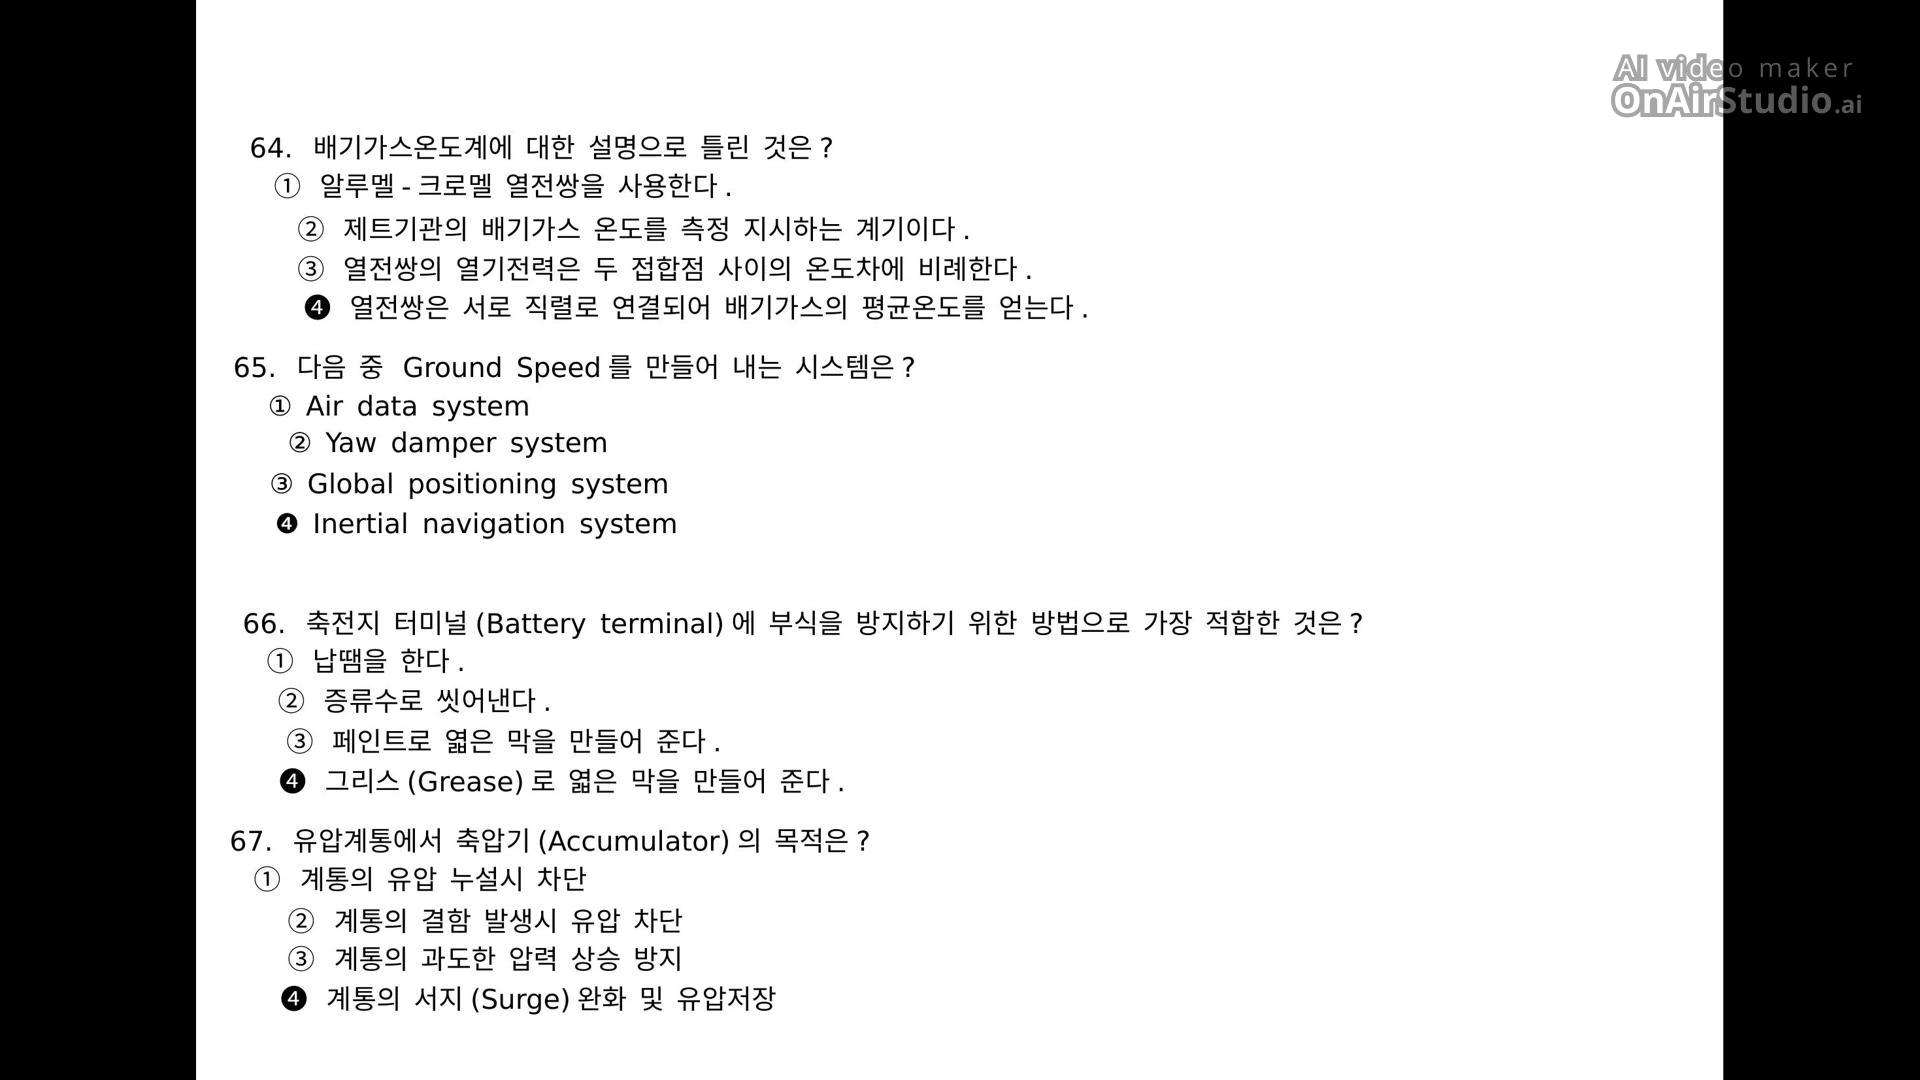 AI video maker
OnAirStudio.ai
64. 배기가스온도계에 대한 설명으로 틀린 것은?
① 알루멜-크로멜 열전쌍을 사용한다.
② 제트기관의 배기가스 온도를 측정 지시하는 계기이다.
③ 열전쌍의 열기전력은 두 접합점 사이의 온도차에 비례한다.
❹ 열전쌍은 서로 직렬로 연결되어 배기가스의 평균온도를 얻는다.
65. 다음 중 Ground Speed를 만들어 내는 시스템은?
① Air data system
② Yaw damper system
③ Global positioning system
❹ Inertial navigation system
66. 축전지 터미널(Battery terminal)에 부식을 방지하기 위한 방법으로 가장 적합한 것은?
① 납땜을 한다.
② 증류수로 씻어낸다.
③ 페인트로 엷은 막을 만들어 준다.
❹ 그리스(Grease)로 엷은 막을 만들어 준다.
67. 유압계통에서 축압기(Accumulator)의 목적은?
① 계통의 유압 누설시 차단
② 계통의 결함 발생시 유압 차단
③ 계통의 과도한 압력 상승 방지
❹ 계통의 서지(Surge)완화 및 유압저장